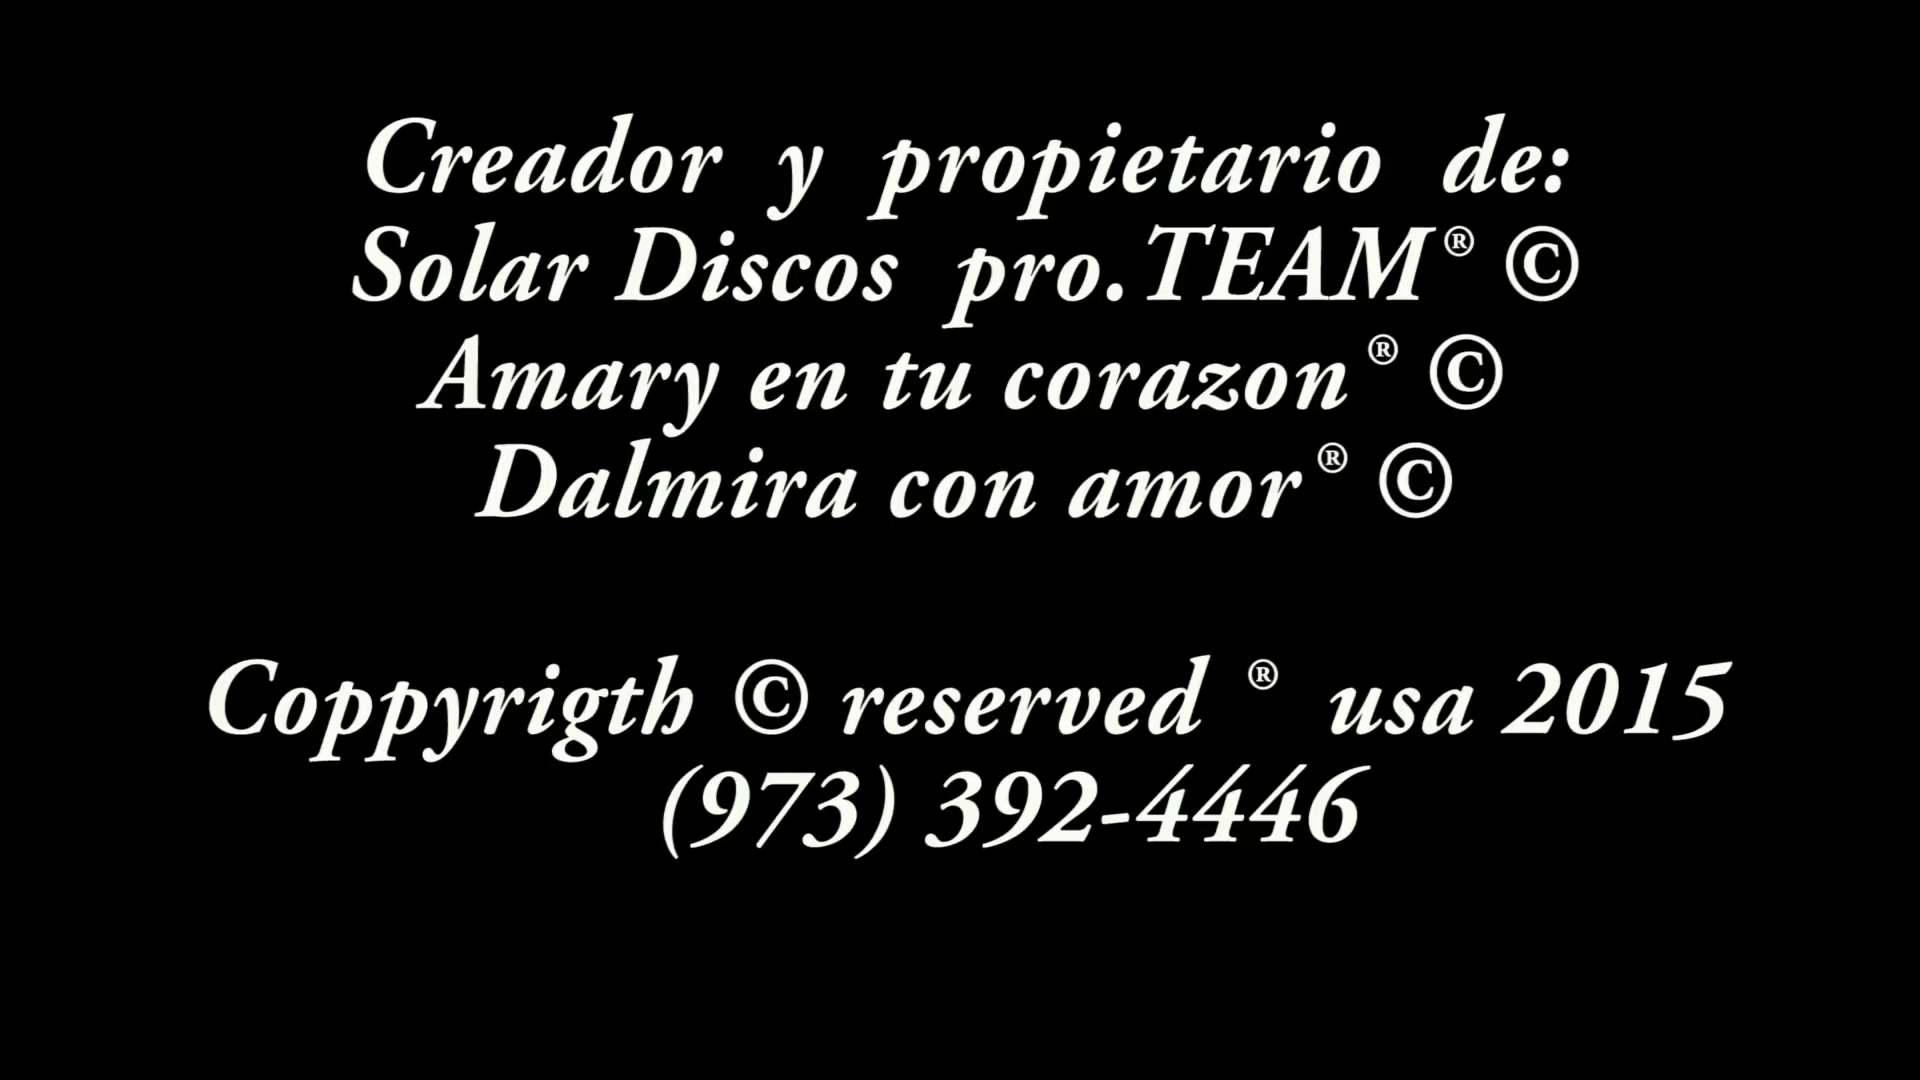 Creador y propietario de:
Solar Discos pro.TEAM® ©
Amary en tu corazon® ©
Dalmira con amor® ©
Coppyrigth © reserved ® usa 2015
(973) 392-4446